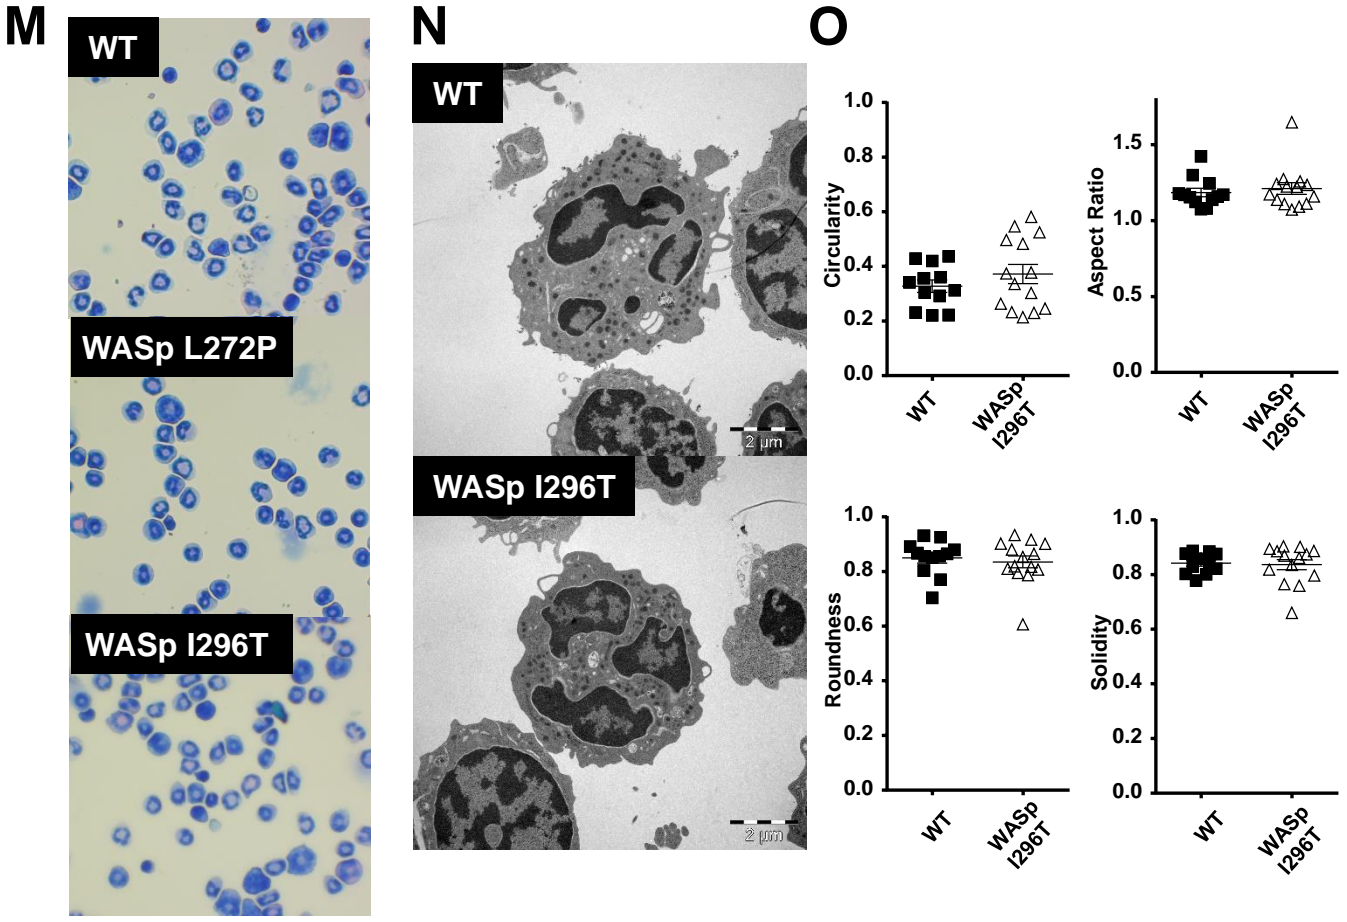 M
WT
WASp L272P
WASp I296T
N
WT
2 μm
WASp I296T
2 μm
O
Circularity
1.0
0.8
0.6
0.4
0.2
0.0
WT
WASp
I296T
Aspect Ratio
1.5
1.0
0.5
0.0
WT
WASp
I296T
Roundness
1.0
0.8
0.6
0.4
0.2
0.0
WT
WASp
I296T
Solidity
1.0
0.8
0.6
0.4
0.2
0.0
WT
WASp
I296T